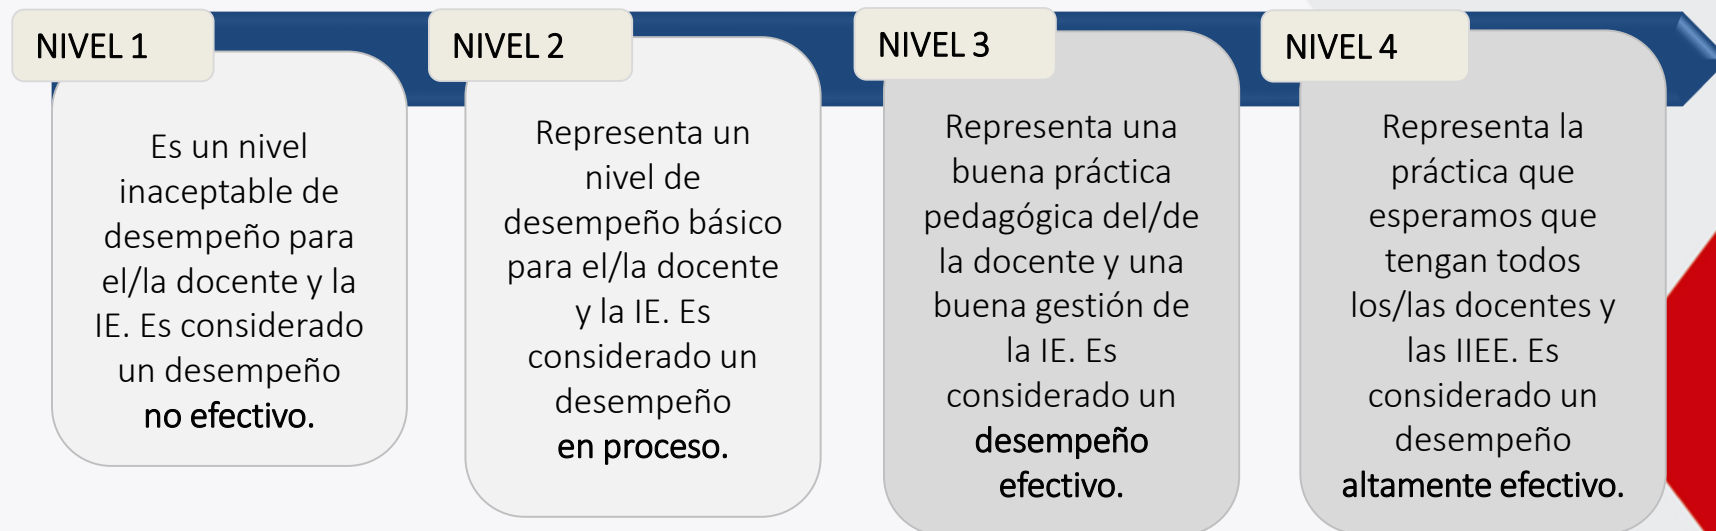 NIVEL 1
Es un nivel
inaceptable de
desempeño para
el/la docente y la
IE. Es considerado
un desempeño
no efectivo.
NIVEL 2
Representa un
nivel de
desempeño básico
para el/la docente
y la IE. Es
considerado un
desempeño
en proceso.
NIVEL 3
Representa una
buena práctica
pedagógica del/de
la docente y una
buena gestión de
la IE. Es
considerado un
desempeño
efectivo.
NIVEL 4
Representa la
práctica que
esperamos que
tengan todos
los/las docentes y
las IIEE. Es
considerado un
desempeño
altamente efectivo.